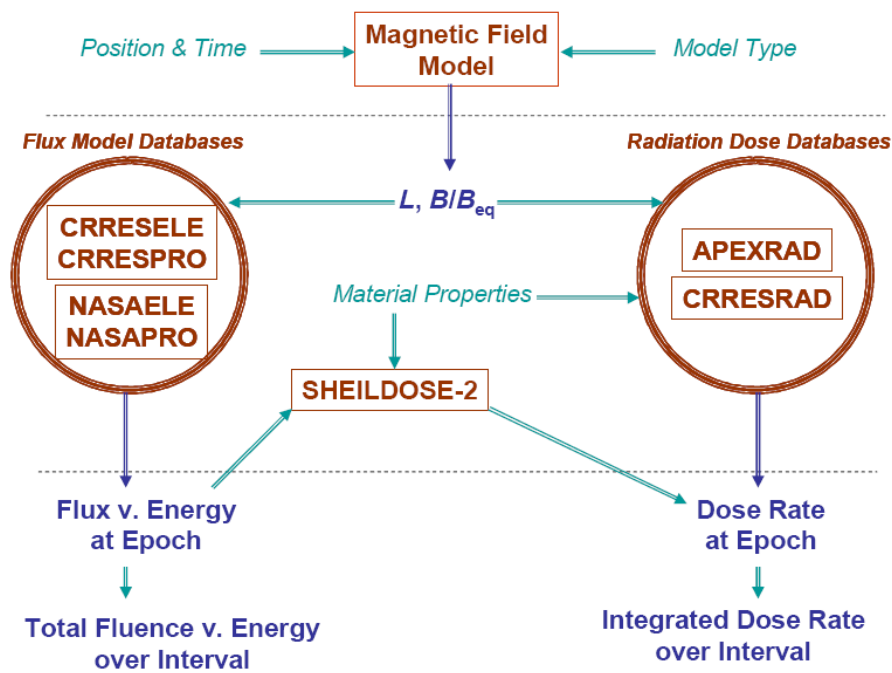 Position & Time
Magnetic Field
Model
Model Type
Flux Model Databases
Radiation Dose Databases
L, B/Beq
CRRESELE
CRRESPRO
NASAELE
NASAPRO
APEXRAD
CRRESRAD
Material Properties
SHEILDOSE-2
Flux v. Energy
at Epoch
Dose Rate
at Epoch
Total Fluence v. Energy
over Interval
Integrated Dose Rate
over Interval